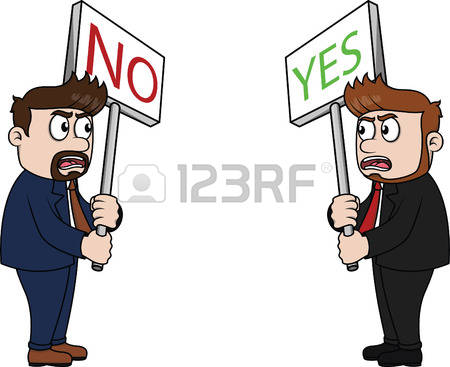 NO
YES
123RF